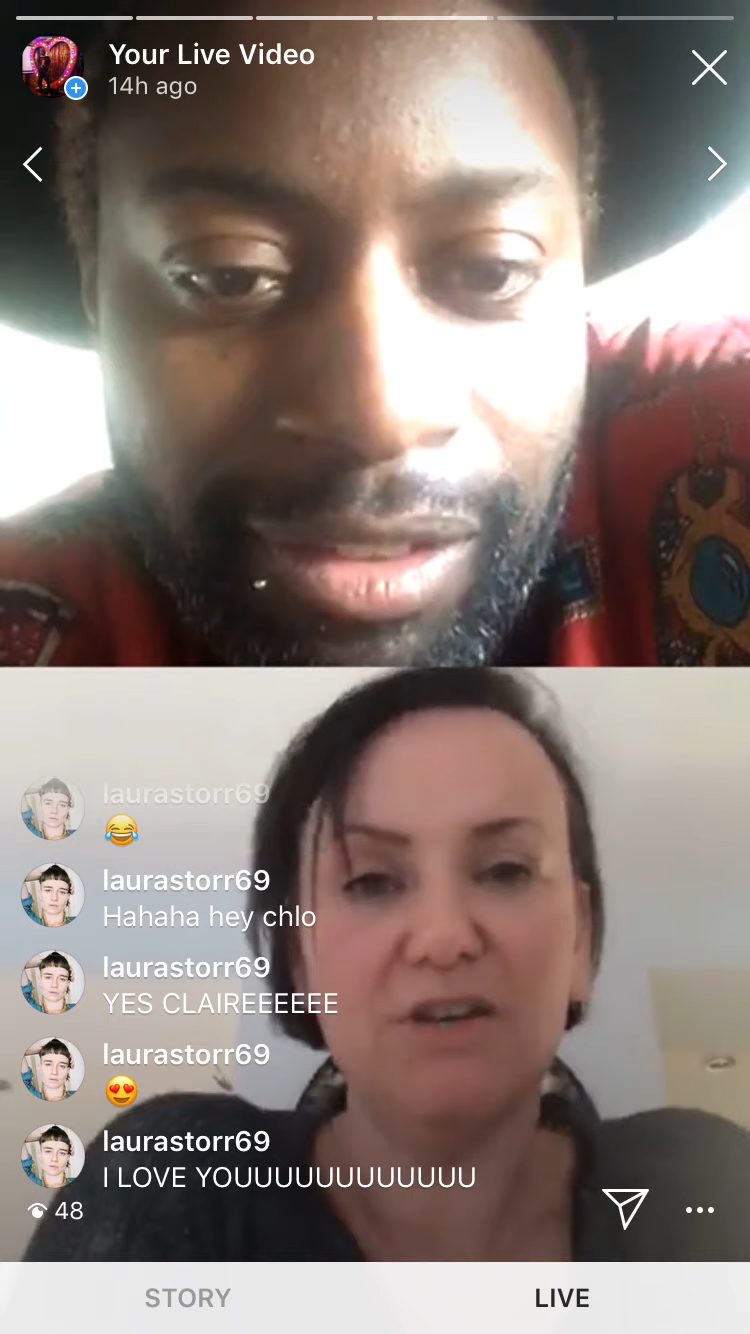 Your Live Video
14h ago
laurastorr69
😂
laurastorr69
Hahaha hey chlo
laurastorr69
YES CLAIREEEEEE
laurastorr69
😍
laurastorr69
I LOVE YOUUUUUUUUUUUUU
48
STORY
LIVE